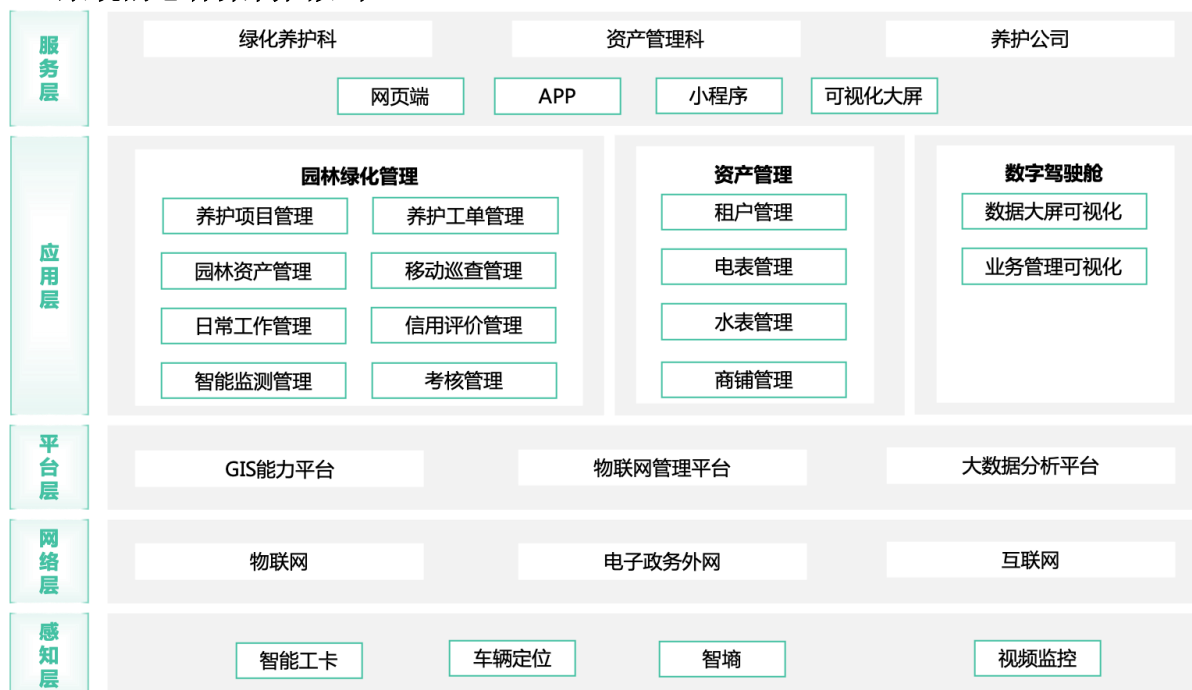 服务层
绿化养护科 资产管理科 养护公司
网页端 APP 小程序 可视化大屏
应用层
园林绿化管理
养护项目管理 养护工单管理
园林资产管理 移动巡查管理
日常工作管理 信用评价管理
智能监测管理 考核管理
资产管理
租户管理
电表管理
水表管理
商铺管理
数字驾驶舱
数据大屏可视化
业务管理可视化
平台层
GIS能力平台 物联网管理平台 大数据分析平台
网络层
物联网 电子政务外网 互联网
感知层
智能工卡 车辆定位 智墒 视频监控